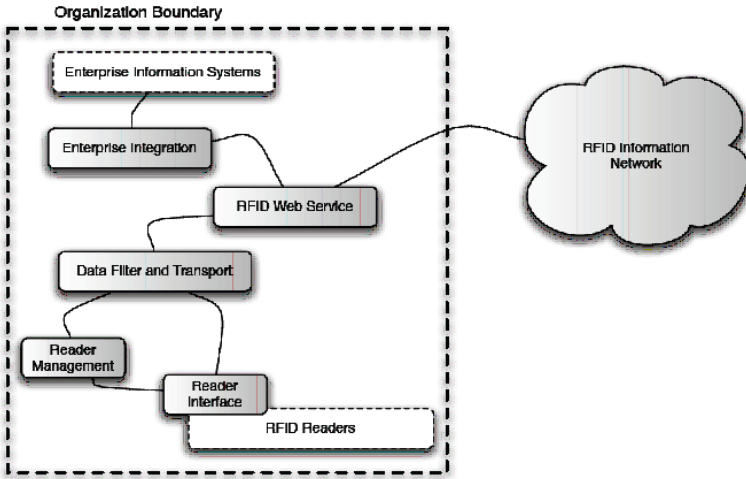 Organization Boundary
Enterprise Information Systems
Enterprise Integration
RFID Information
Network
RFID Web Service
Data Filter and Transport
Reader
Management
Reader
Interface
RFID Readers